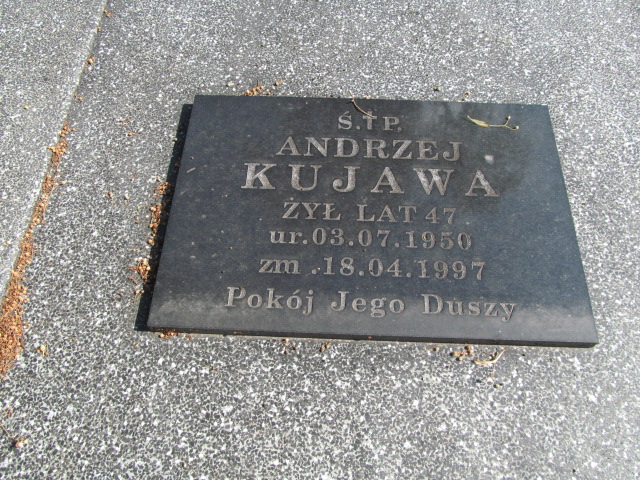 Ś.†P.
ANDRZEJ
KUJAWA
ŻYŁ LAT 47
ur.03.07.1950
zm.18.04.1997
Pokój Jego Duszy